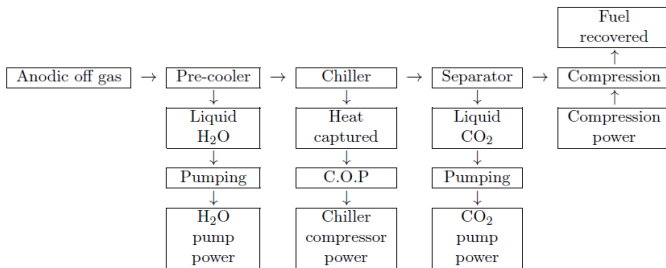 Fuel
recovered
Anodic off gas → Pre-cooler → Chiller → Separator → Compression
Liquid
H₂O
Heat
captured
Liquid
CO₂
Compression
power
Pumping
C.O.P
Pumping
H₂O
pump
power
Chiller
compressor
power
CO₂
pump
power